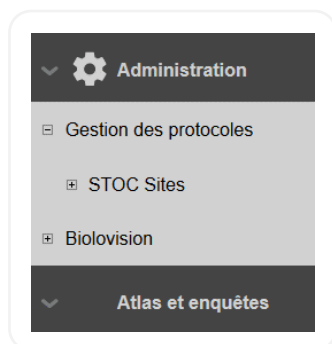 Administration
Gestion des protocoles
STOC Sites
Biolovision
Atlas et enquêtes